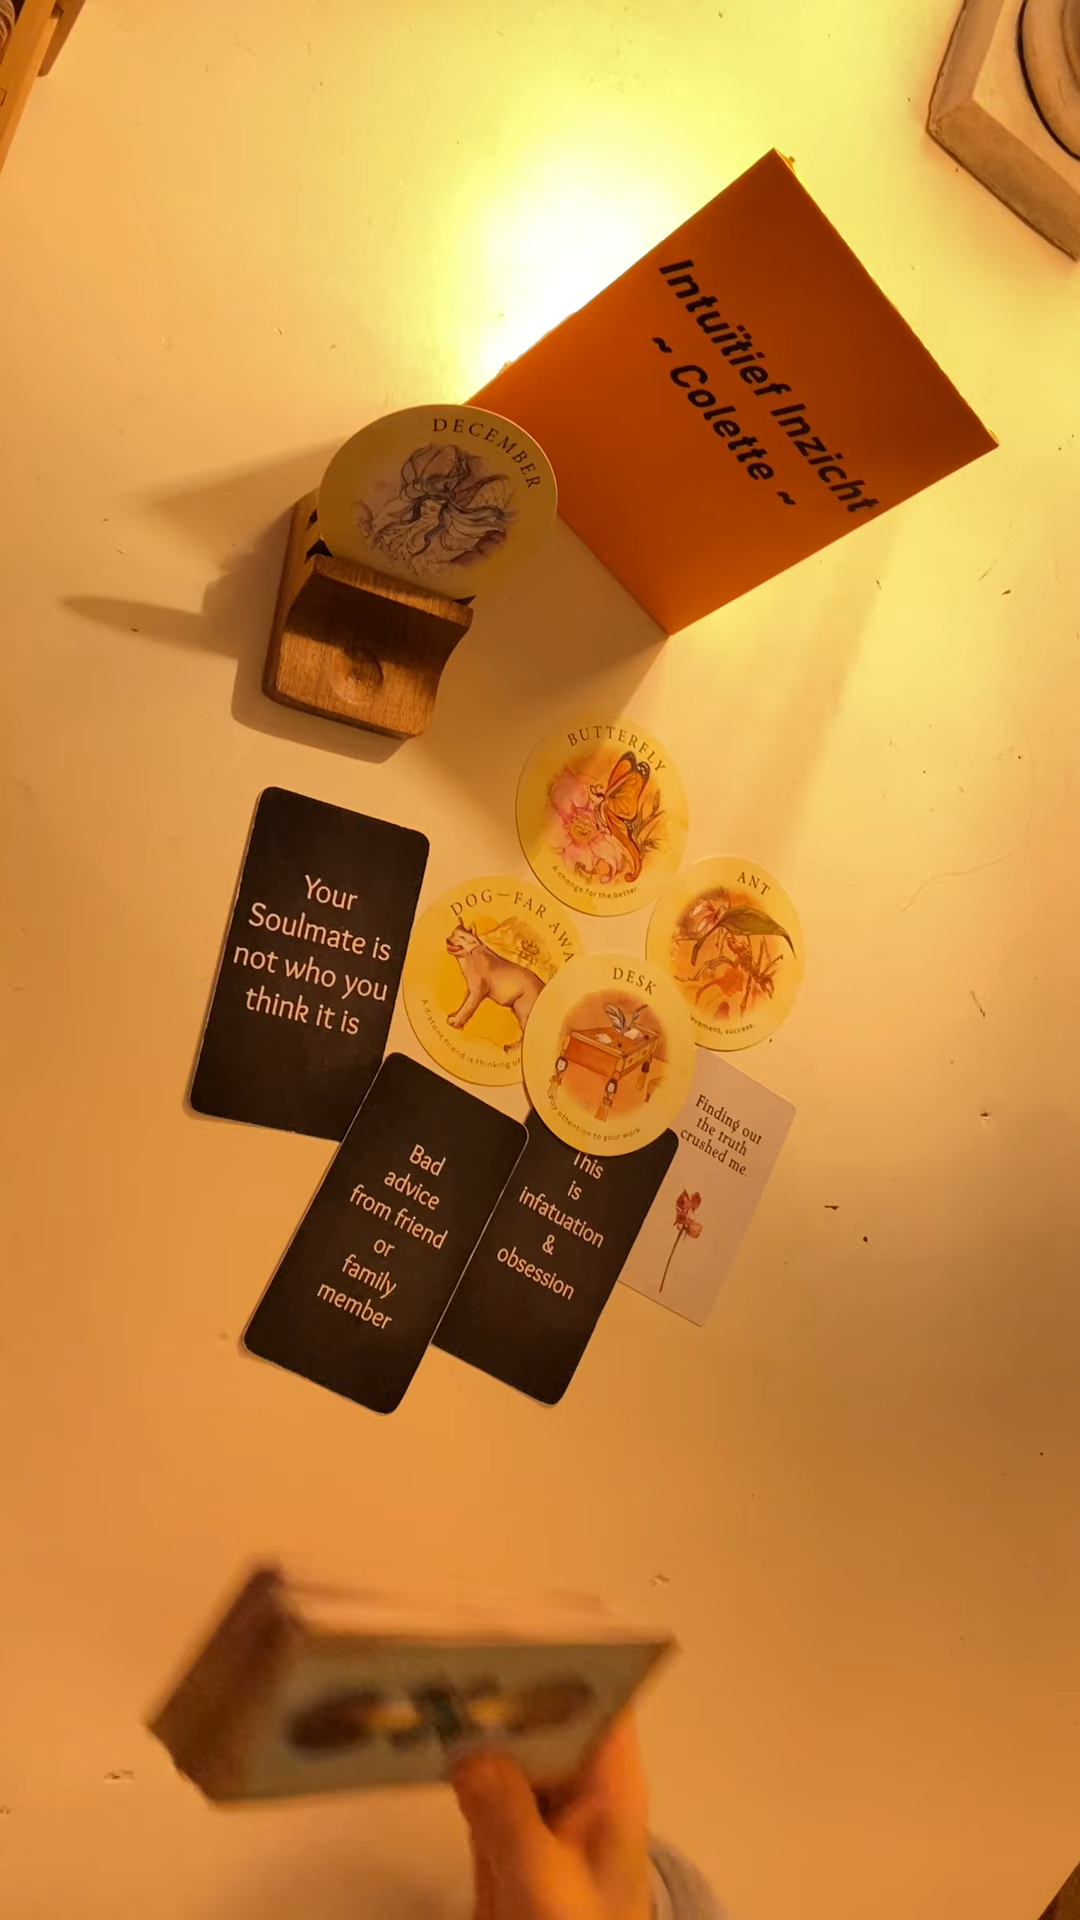 Intuïtief Inzicht
~ Colette ~
DECEMBER
BUTTERFLY
A change for the better.
ANT
success.
DOG—FAR AWA
A distant friend is thinking of
DESK
Pay attention to your work
Your
Soulmate is
not who you
think it is
Bad
advice
from friend
or
family
member
This
is
infatuation
&
obsession
Finding out
the truth
crushed me.